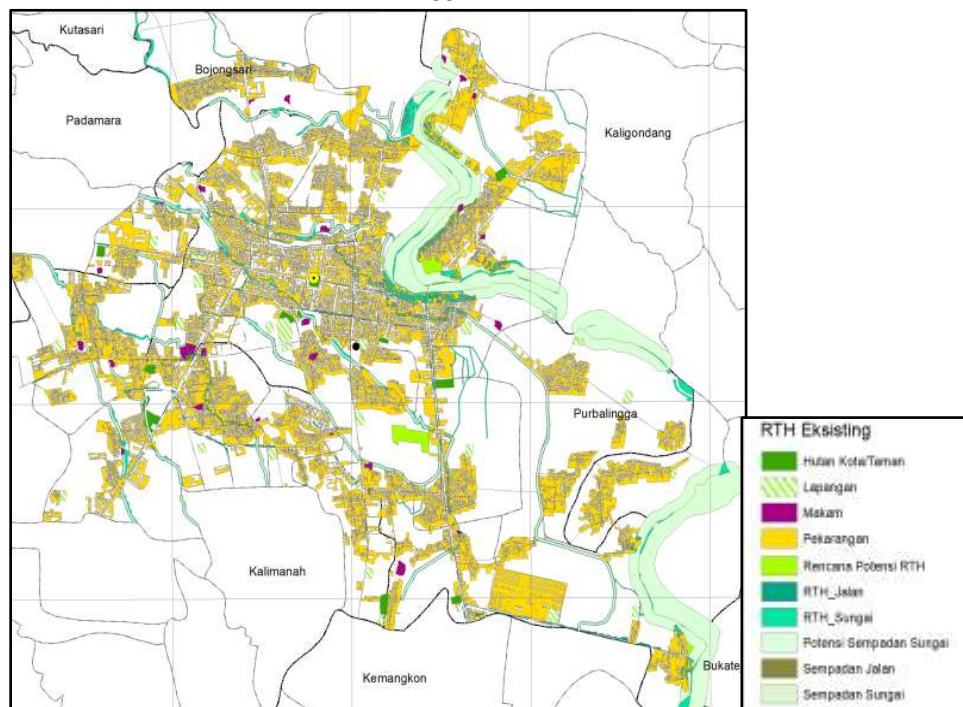 Kutasari
Bojongsari
Padamara
Kaligondang
Purbalingga
Kalimanah
Kemangkon
Bukate
RTH Eksisting
Hutan Kota/Taman
Lapangan
Makam
Pekarangan
Rencana Potensi RTH
RTH_Jalan
RTH_Sungai
Potensi Sempadan Sungai
Sempadan Jalan
Sempadan Sungai